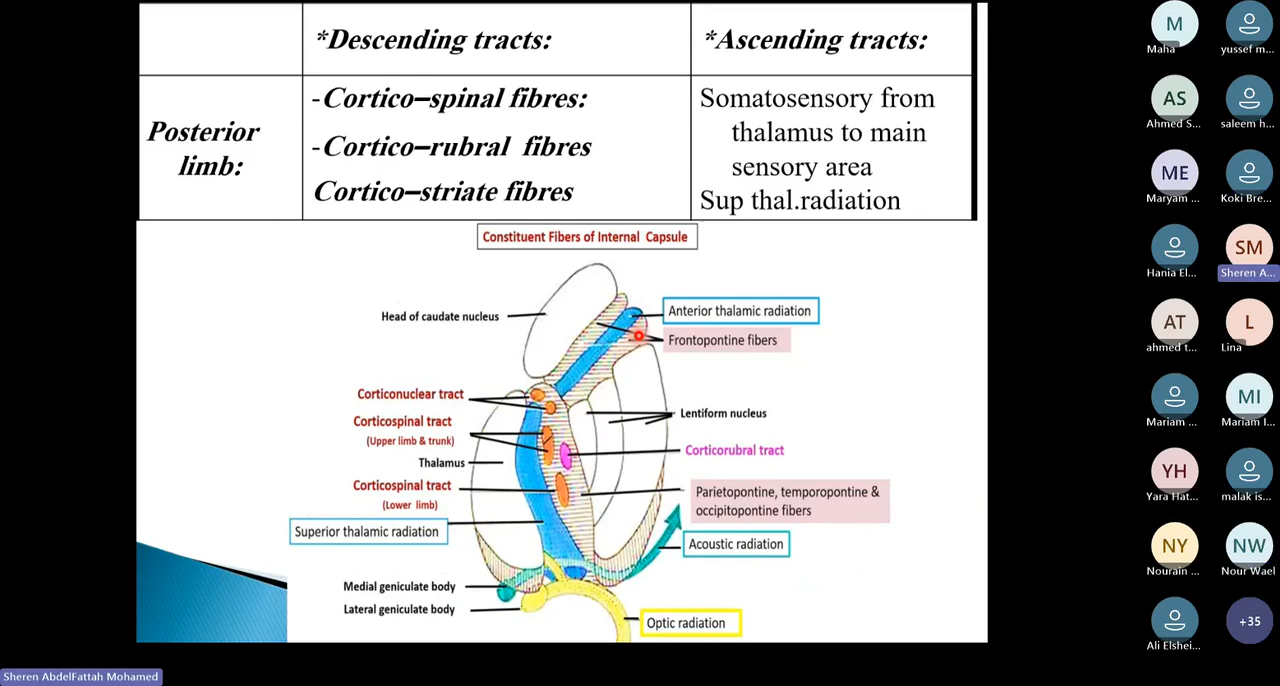 *Descending tracts:
*Ascending tracts:
Posterior
limb:
-Cortico–spinal fibres:
-Cortico–rubral fibres
Cortico–striate fibres
Somatosensory from
thalamus to main
sensory area
Sup thal.radiation
Constituent Fibers of Internal Capsule
Head of caudate nucleus
Anterior thalamic radiation
Frontopontine fibers
Corticonuclear tract
Corticospinal tract
(Upper limb & trunk)
Lentiform nucleus
Thalamus
Corticorubral tract
Corticospinal tract
(Lower limb)
Parietopontine, temporopontine &
occipitopontine fibers
Superior thalamic radiation
Acoustic radiation
Medial geniculate body
Lateral geniculate body
Optic radiation
M
Maha
yussef m...
AS
Ahmed S...
saleem h...
ME
Maryam ...
Koki Bre...
Hania El...
SM
Sheren A...
AT
ahmed t...
L
Lina
Mariam ...
MI
Mariam I...
YH
Yara Hat...
malak is...
NY
Nourain ...
NW
Nour Wael
Ali Elshei...
+35
Sheren AbdelFattah Mohamed